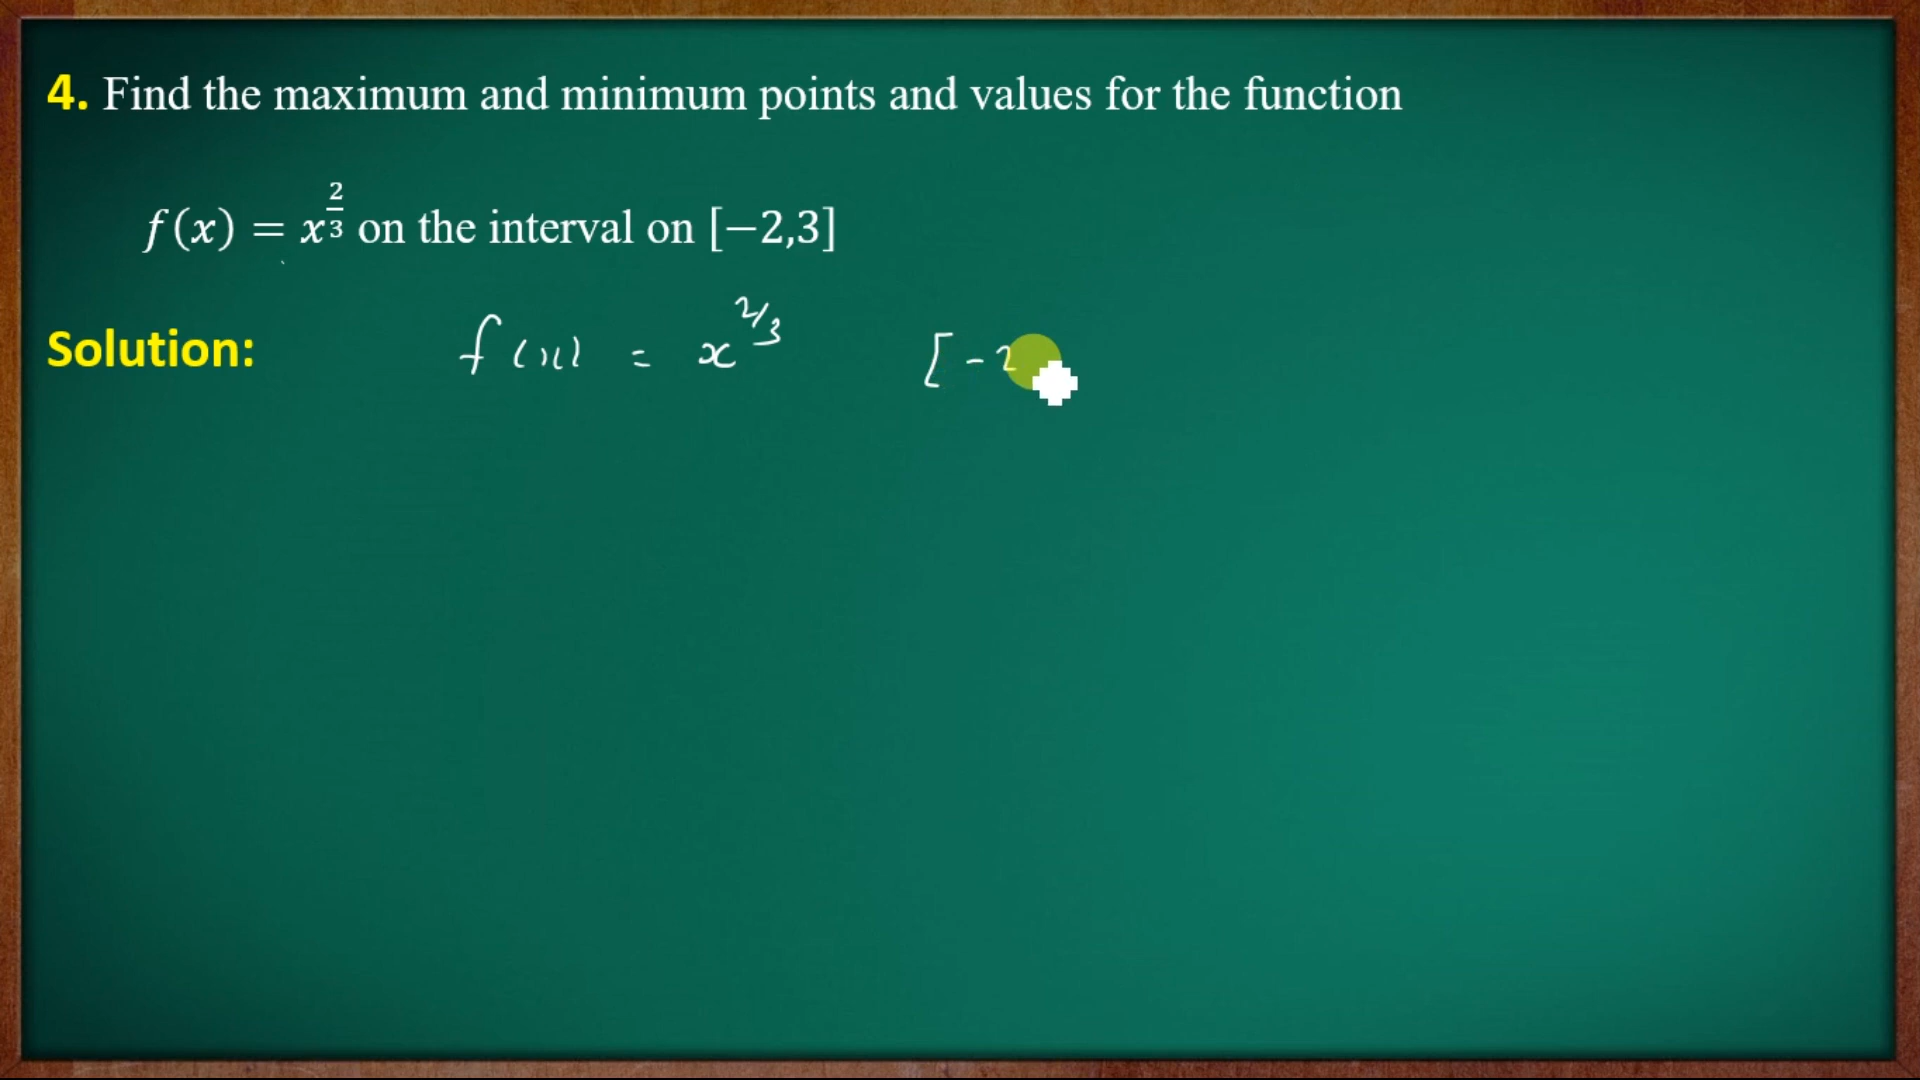 4. Find the maximum and minimum points and values for the function
f(x) = x^(2/3) on the interval on [−2,3]
Solution: f(x) = x^(2/3) [-2